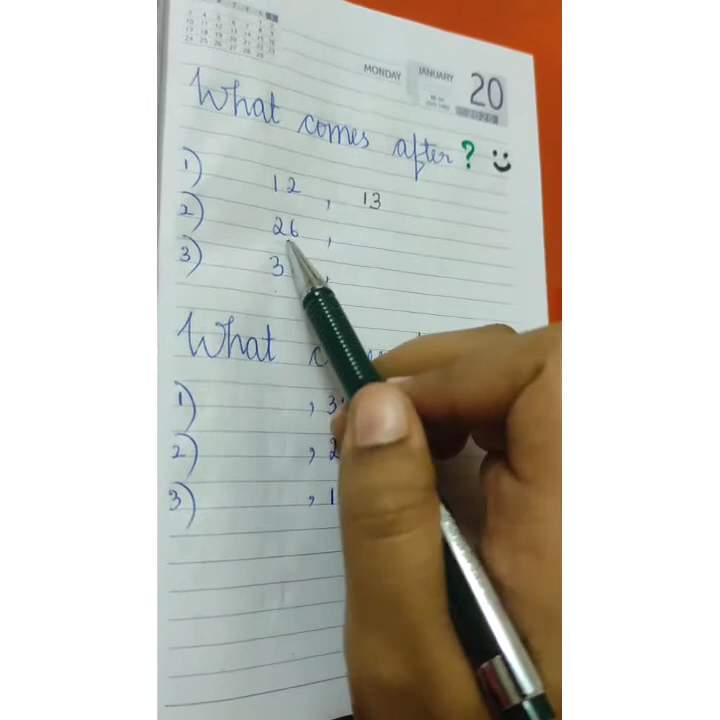 MONDAY
JANUARY
20
2020
What comes after ? :)
1) 12 , 13
2) 26 ,
3) 3 ,
What
1) , 3
2) , 2
3) , 1